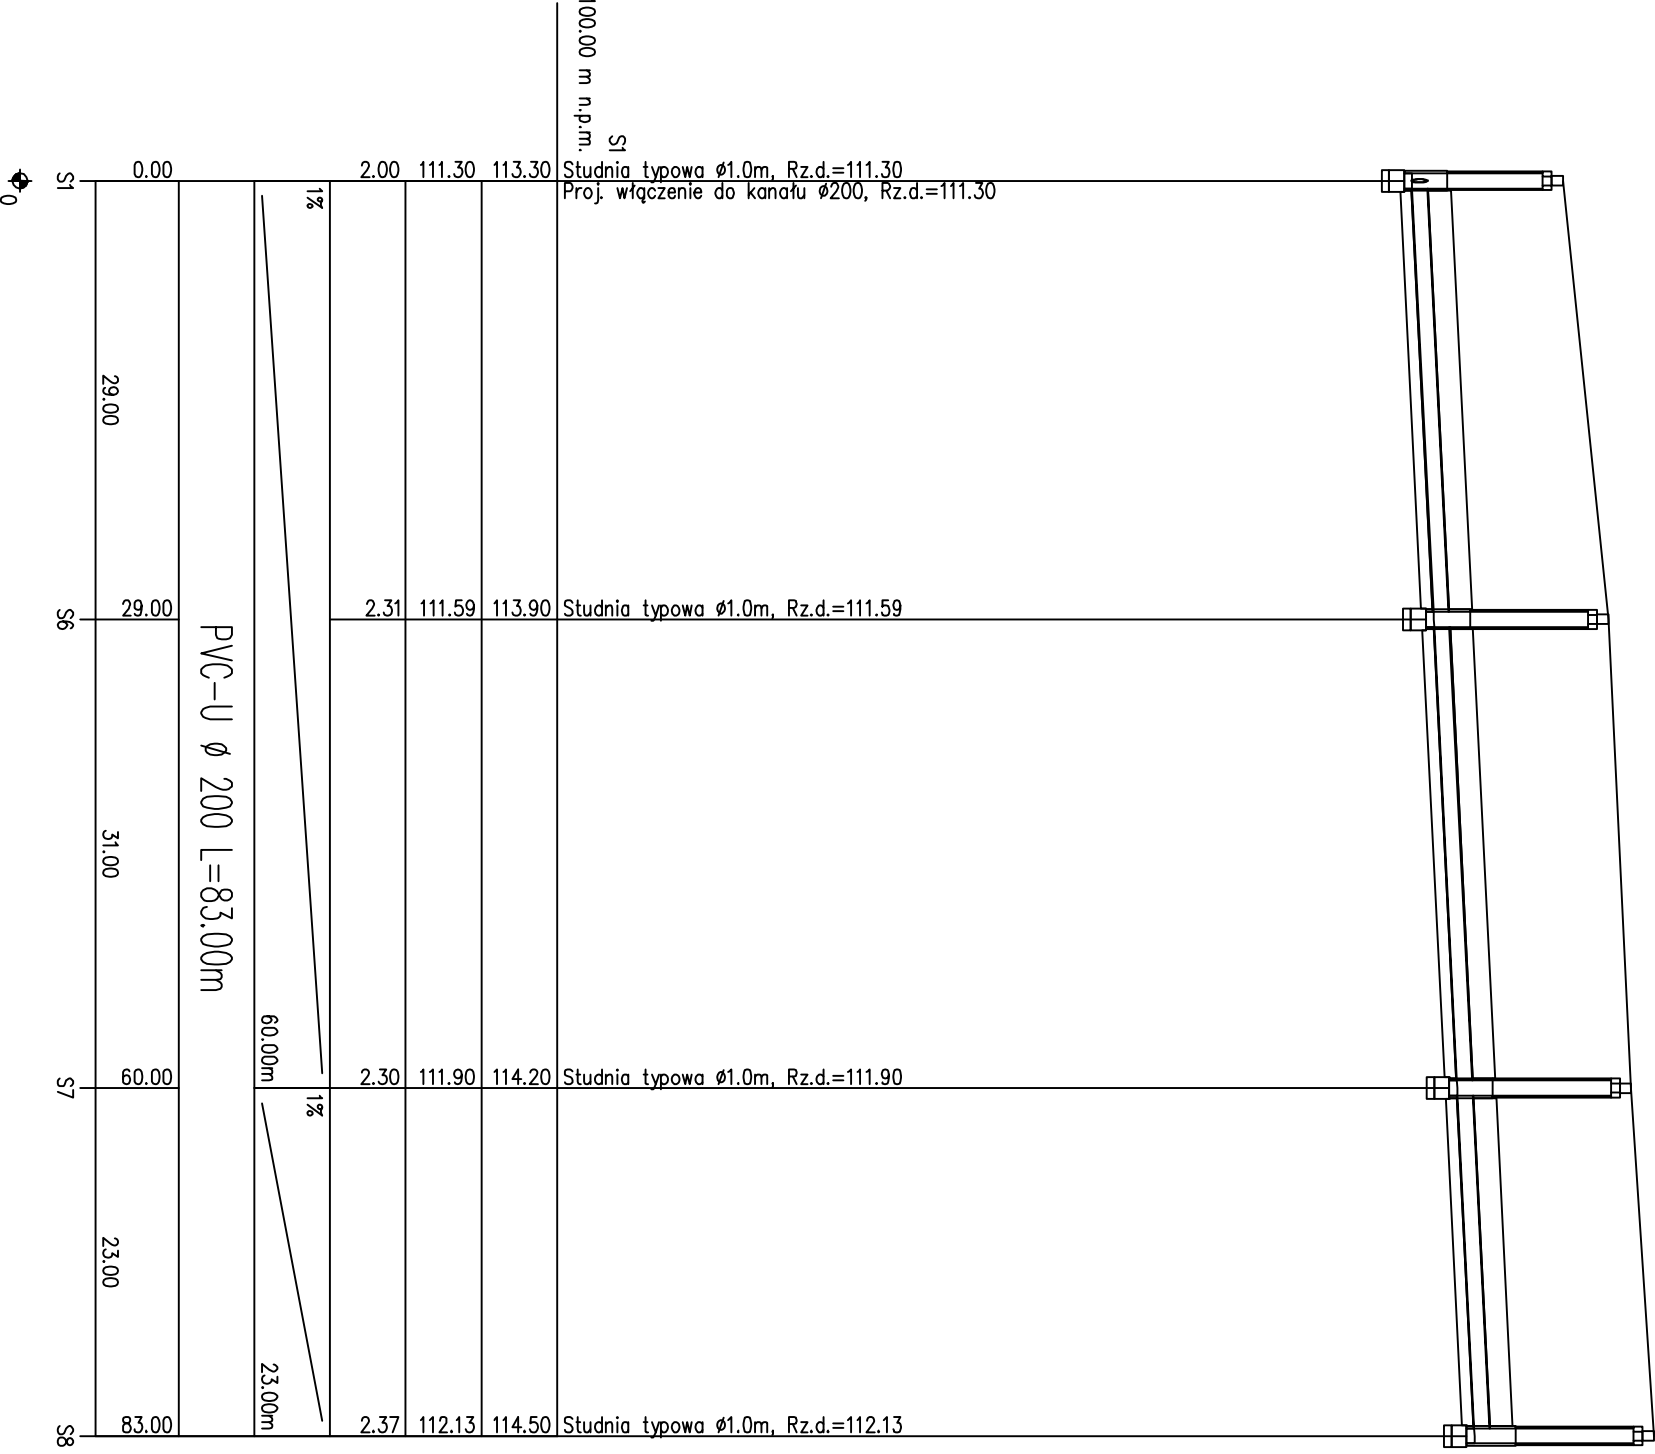 100.00 m n.p.m.
S1
0.00
2.00
111.30
113.30
Studnia typowa ø1.0m, Rz.d.=111.30
Proj. włączenie do kanału ø200, Rz.d.=111.30
S1
0
1%
29.00
29.00
2.31
111.59
113.90
Studnia typowa ø1.0m, Rz.d.=111.59
S6
PVC-U ø 200 L=83.00m
31.00
60.00m
60.00
2.30
111.90
114.20
Studnia typowa ø1.0m, Rz.d.=111.90
S7
1%
23.00
23.00m
83.00
2.37
112.13
114.50
Studnia typowa ø1.0m, Rz.d.=112.13
S8